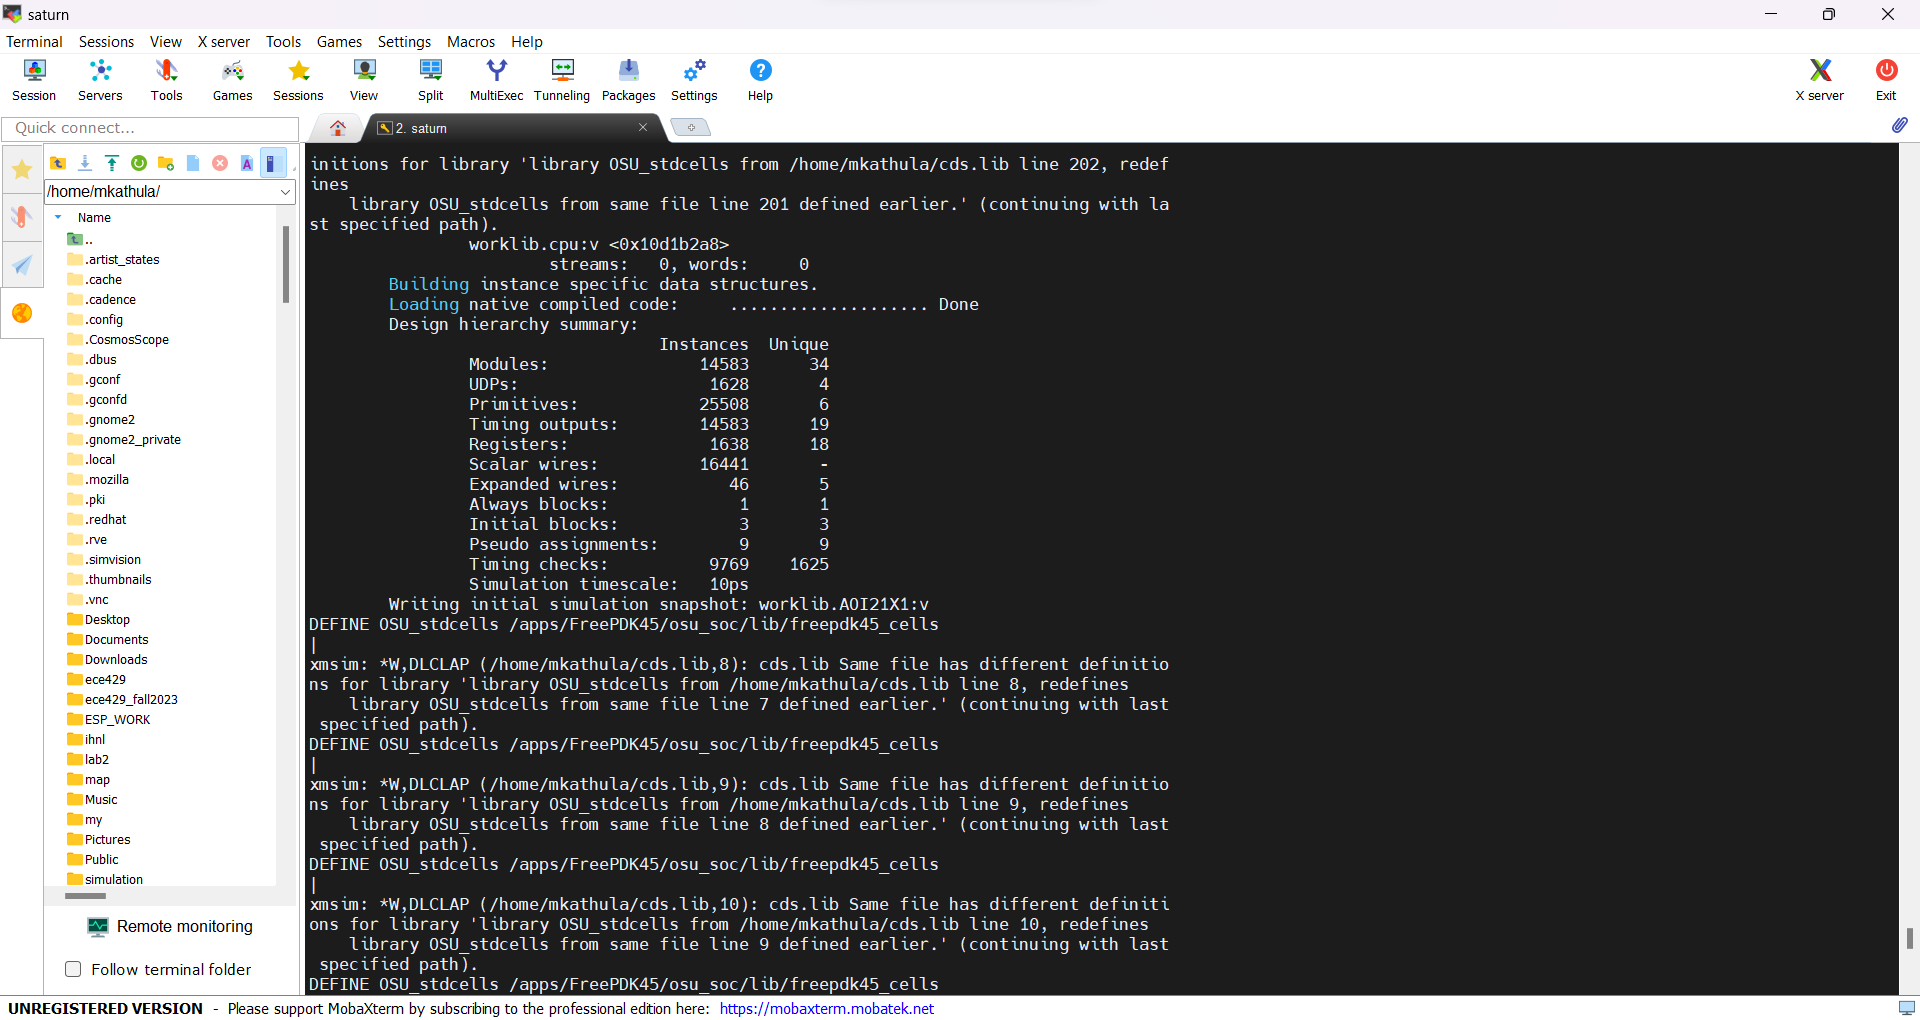 saturn
Terminal Sessions View X server Tools Games Settings Macros Help
Session Servers Tools Games Sessions View Split MultiExec Tunneling Packages Settings Help X server Exit
Quick connect...
2. saturn
/home/mkathula/
Name
..
.artist_states
.cache
.cadence
.config
.CosmosScope
.dbus
.gconf
.gconfd
.gnome2
.gnome2_private
.local
.mozilla
.pki
.redhat
.rve
.simvision
.thumbnails
.vnc
Desktop
Documents
Downloads
ece429
ece429_fall2023
ESP_WORK
ihnl
lab2
map
Music
my
Pictures
Public
simulation
Remote monitoring
Follow terminal folder
initions for library 'library OSU_stdcells from /home/mkathula/cds.lib line 202, redef
ines
library OSU_stdcells from same file line 201 defined earlier.' (continuing with la
st specified path).
worklib.cpu:v <0x10d1b2a8>
streams: 0, words: 0
Building instance specific data structures.
Loading native compiled code: .................... Done
Design hierarchy summary:
Instances Unique
Modules: 14583 34
UDPs: 1628 4
Primitives: 25508 6
Timing outputs: 14583 19
Registers: 1638 18
Scalar wires: 16441 -
Expanded wires: 46 5
Always blocks: 1 1
Initial blocks: 3 3
Pseudo assignments: 9 9
Timing checks: 9769 1625
Simulation timescale: 10ps
Writing initial simulation snapshot: worklib.AOI21X1:v
DEFINE OSU_stdcells /apps/FreePDK45/osu_soc/lib/freepdk45_cells
|
xmsim: *W,DLCLAP (/home/mkathula/cds.lib,8): cds.lib Same file has different definitio
ns for library 'library OSU_stdcells from /home/mkathula/cds.lib line 8, redefines
library OSU_stdcells from same file line 7 defined earlier.' (continuing with last
specified path).
DEFINE OSU_stdcells /apps/FreePDK45/osu_soc/lib/freepdk45_cells
|
xmsim: *W,DLCLAP (/home/mkathula/cds.lib,9): cds.lib Same file has different definitio
ns for library 'library OSU_stdcells from /home/mkathula/cds.lib line 9, redefines
library OSU_stdcells from same file line 8 defined earlier.' (continuing with last
specified path).
DEFINE OSU_stdcells /apps/FreePDK45/osu_soc/lib/freepdk45_cells
|
xmsim: *W,DLCLAP (/home/mkathula/cds.lib,10): cds.lib Same file has different definiti
ons for library 'library OSU_stdcells from /home/mkathula/cds.lib line 10, redefines
library OSU_stdcells from same file line 9 defined earlier.' (continuing with last
specified path).
DEFINE OSU_stdcells /apps/FreePDK45/osu_soc/lib/freepdk45_cells
UNREGISTERED VERSION - Please support MobaXterm by subscribing to the professional edition here: https://mobaxterm.mobatek.net